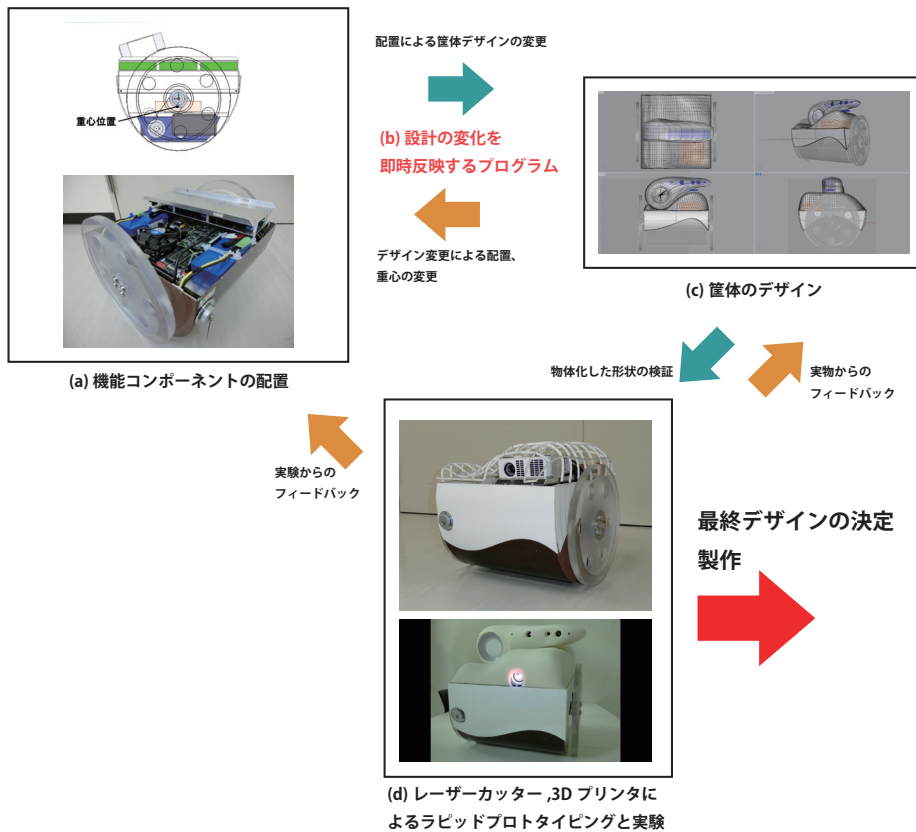 配置による筐体デザインの変更
重心位置
(b) 設計の変化を
即時反映するプログラム
デザイン変更による配置、
重心の変更
(c) 筐体のデザイン
(a) 機能コンポーネントの配置
物体化した形状の検証
実物からの
フィードバック
実験からの
フィードバック
最終デザインの決定
製作
(d) レーザーカッター ,3D プリンタに
よるラピッドプロトタイピングと実験